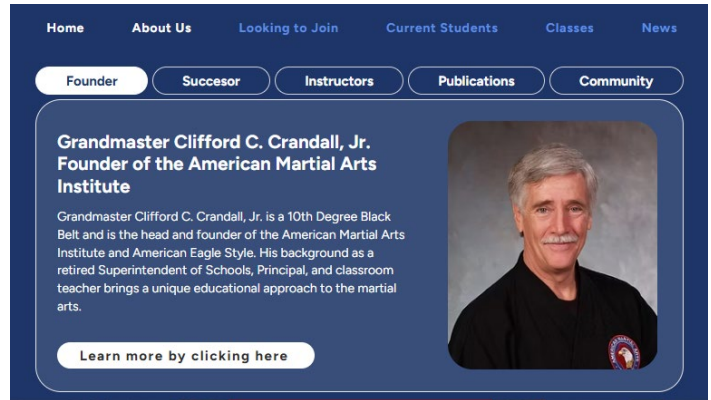 Home About Us Looking to Join Current Students Classes News
Founder Succesor Instructors Publications Community
Grandmaster Clifford C. Crandall, Jr.
Founder of the American Martial Arts
Institute
Grandmaster Clifford C. Crandall, Jr. is a 10th Degree Black
Belt and is the head and founder of the American Martial Arts
Institute and American Eagle Style. His background as a
retired Superintendent of Schools, Principal, and classroom
teacher brings a unique educational approach to the martial
arts.
Learn more by clicking here